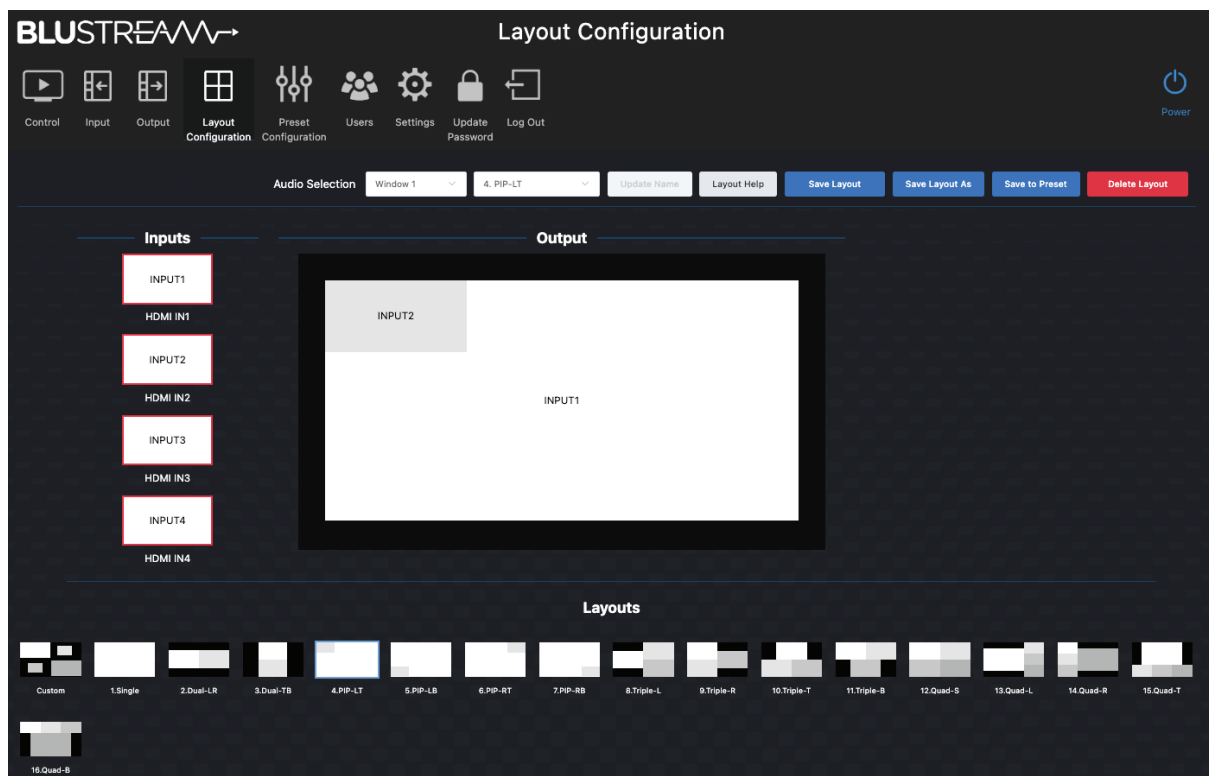 BLUSTREAM
Layout Configuration
Control
Input
Output
Layout
Configuration
Preset
Configuration
Users
Settings
Update
Password
Log Out
Power
Audio Selection
Window 1
4. PIP-LT
Update Name
Layout Help
Save Layout
Save Layout As
Save to Preset
Delete Layout
Inputs
Output
INPUT1
HDMI IN1
INPUT2
HDMI IN2
INPUT3
HDMI IN3
INPUT4
HDMI IN4
INPUT2
INPUT1
Layouts
Custom
1.Single
2.Dual-LR
3.Dual-TB
4.PIP-LT
5.PIP-LB
6.PIP-RT
7.PIP-RB
8.Triple-L
9.Triple-R
10.Triple-T
11.Triple-B
12.Quad-S
13.Quad-L
14.Quad-R
15.Quad-T
16.Quad-B